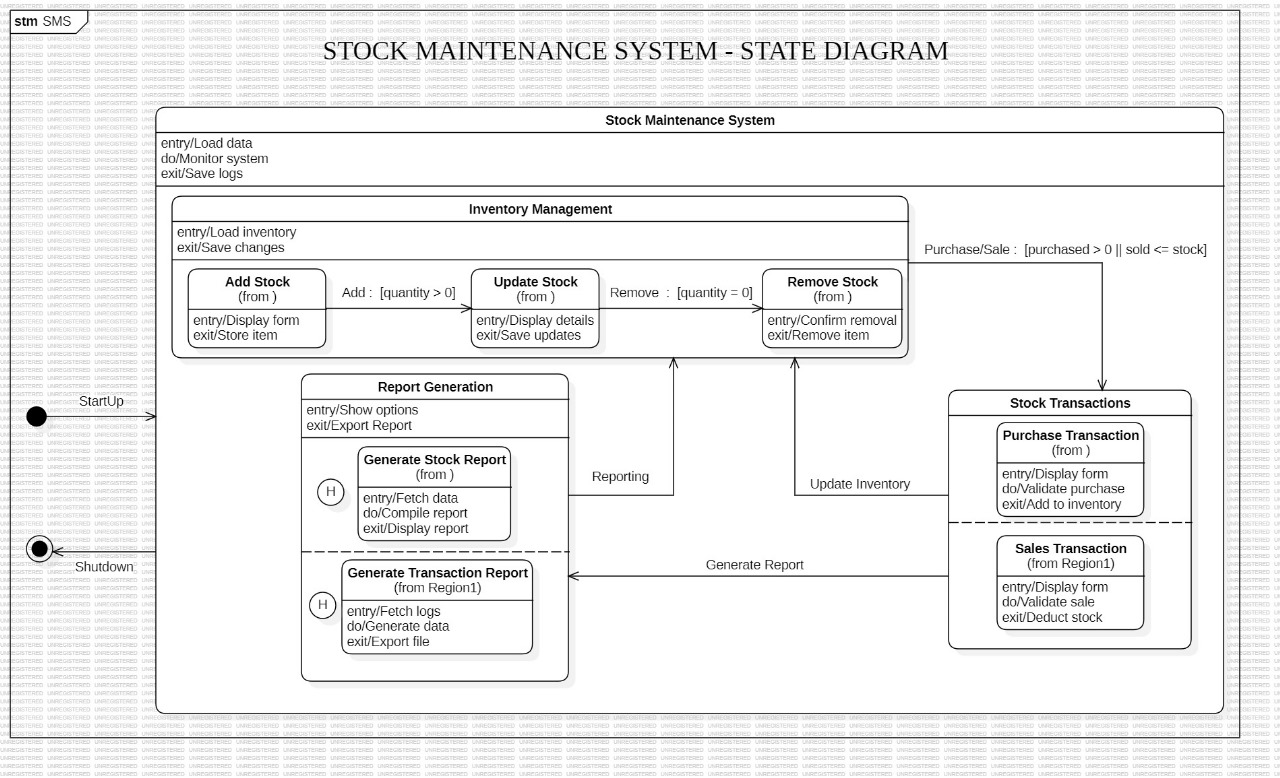 stm SMS
STOCK MAINTENANCE SYSTEM - STATE DIAGRAM
Stock Maintenance System
entry/Load data
do/Monitor system
exit/Save logs
Inventory Management
entry/Load inventory
exit/Save changes
Purchase/Sale : [purchased > 0 || sold <= stock]
Add Stock
(from )
entry/Display form
exit/Store item
Add : [quantity > 0]
Update Stock
(from )
entry/Display details
exit/Save updates
Remove : [quantity = 0]
Remove Stock
(from )
entry/Confirm removal
exit/Remove item
StartUp
Shutdown
Report Generation
entry/Show options
exit/Export Report
Generate Stock Report
(from )
H
entry/Fetch data
do/Compile report
exit/Display report
Generate Transaction Report
(from Region1)
H
entry/Fetch logs
do/Generate data
exit/Export file
Reporting
Update Inventory
Generate Report
Stock Transactions
Purchase Transaction
(from )
entry/Display form
do/Validate purchase
exit/Add to inventory
Sales Transaction
(from Region1)
entry/Display form
do/Validate sale
exit/Deduct stock
UNREGISTERED